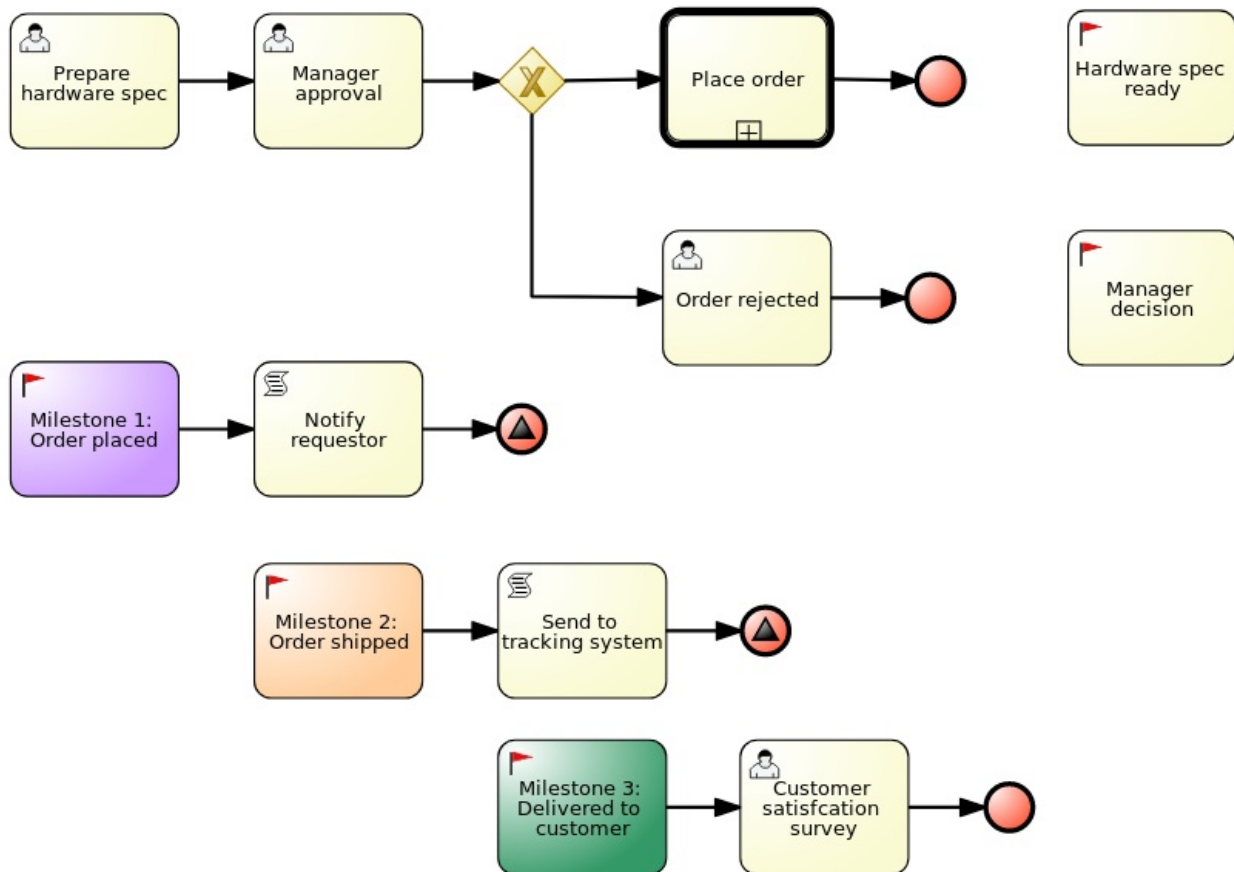 Prepare
hardware spec
Manager
approval
Place order
Hardware spec
ready
Order rejected
Manager
decision
Milestone 1:
Order placed
Notify
requestor
Milestone 2:
Order shipped
Send to
tracking system
Milestone 3:
Delivered to
customer
Customer
satisfcation
survey